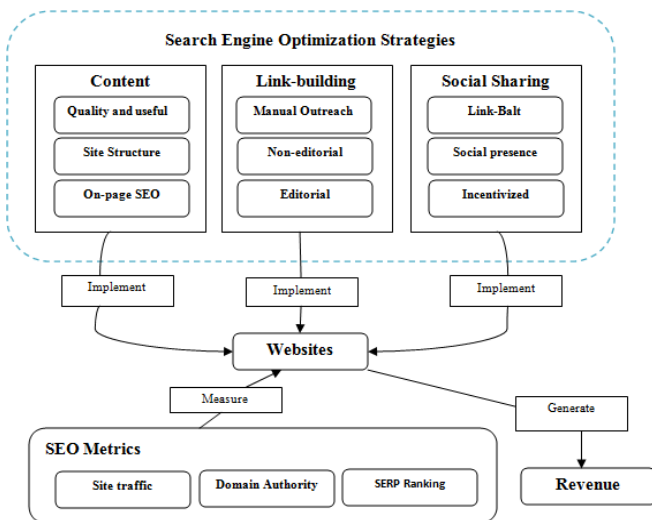 Search Engine Optimization Strategies
Content
Quality and useful
Site Structure
On-page SEO
Link-building
Manual Outreach
Non-editorial
Editorial
Social Sharing
Link-Balt
Social presence
Incentivized
Implement
Implement
Implement
Websites
Measure
Generate
SEO Metrics
Site traffic
Domain Authority
SERP Ranking
Revenue